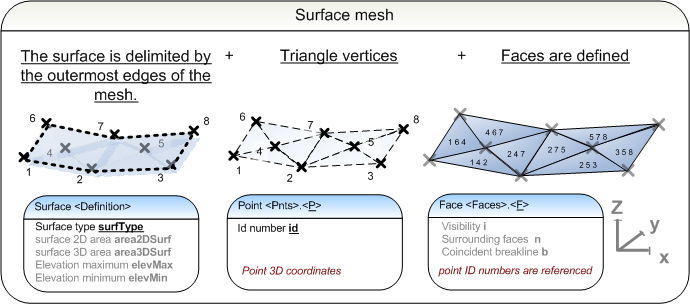 Surface mesh
The surface is delimited by
the outermost edges of the
mesh.
+
Triangle vertices
+
Faces are defined
6
7
8
4
5
1
2
3
6
7
8
4
5
1
2
3
4 6 7
5 7 8
1 6 4
2 4 7
2 7 5
3 5 8
1 4 2
2 5 3
Surface <Definition>
Surface type surfType
surface 2D area area2DSurf
surface 3D area area3DSurf
Elevation maximum elevMax
Elevation minimum elevMin
Point <Pnts>.<P>
Id number id
Point 3D coordinates
Face <Faces>.<F>
Visibility i
Surrounding faces n
Coincident breakline b
point ID numbers are referenced
Z
y
x